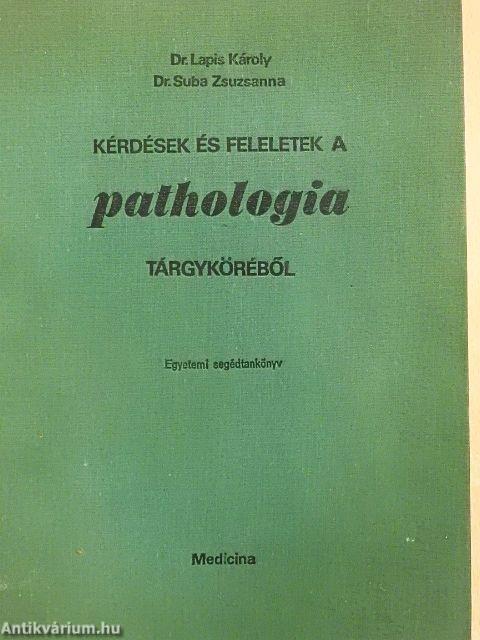 Dr. Lapis Károly
Dr. Suba Zsuzsanna
KÉRDÉSEK ÉS FELELETEK A
pathologia
TÁRGYKÖRÉBŐL
Egyetemi segédtankönyv
Medicina
Antikvárium.hu